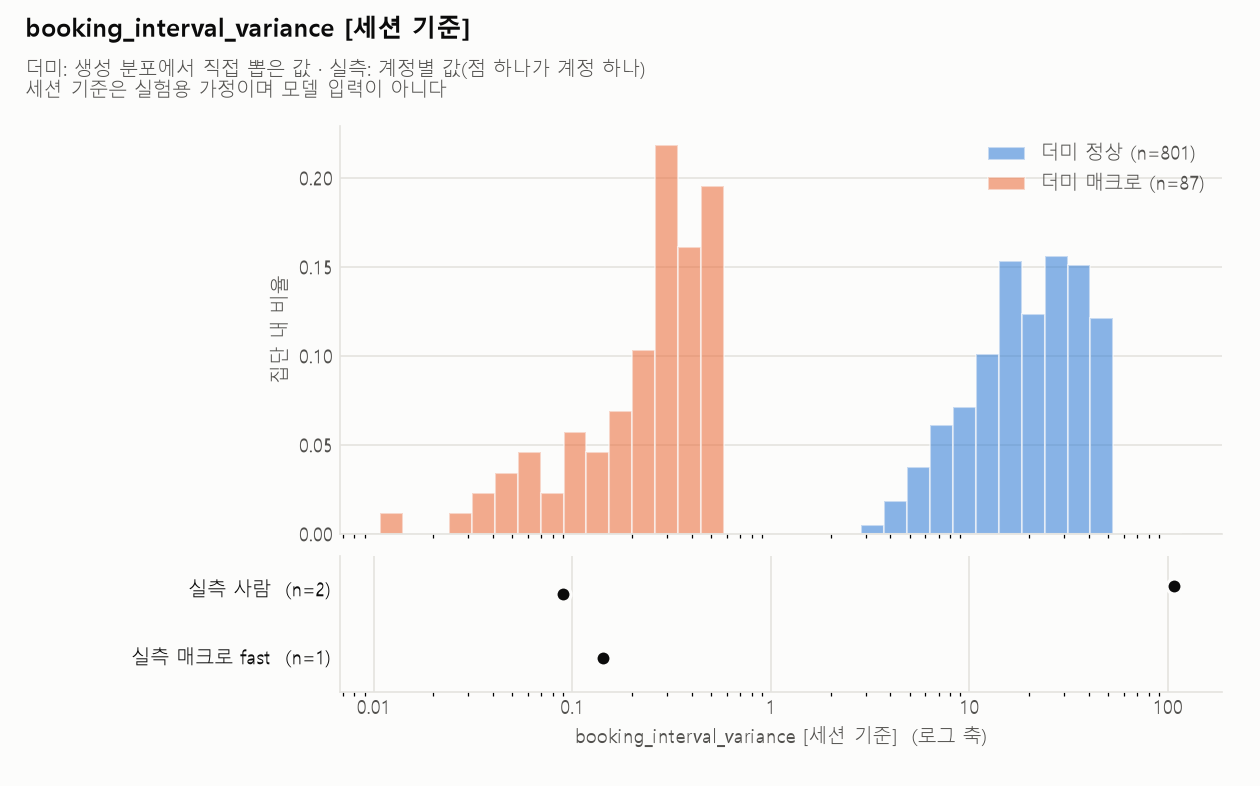 booking_interval_variance [세션 기준]
더미: 생성 분포에서 직접 뽑은 값 · 실측: 계정별 값(점 하나가 계정 하나)
세션 기준은 실험용 가정이며 모델 입력이 아니다
더미 정상 (n=801)
더미 매크로 (n=87)
집단 내 비율
0.20
0.15
0.10
0.05
0.00
실측 사람 (n=2)
실측 매크로 fast (n=1)
0.01 0.1 1 10 100
booking_interval_variance [세션 기준] (로그 축)